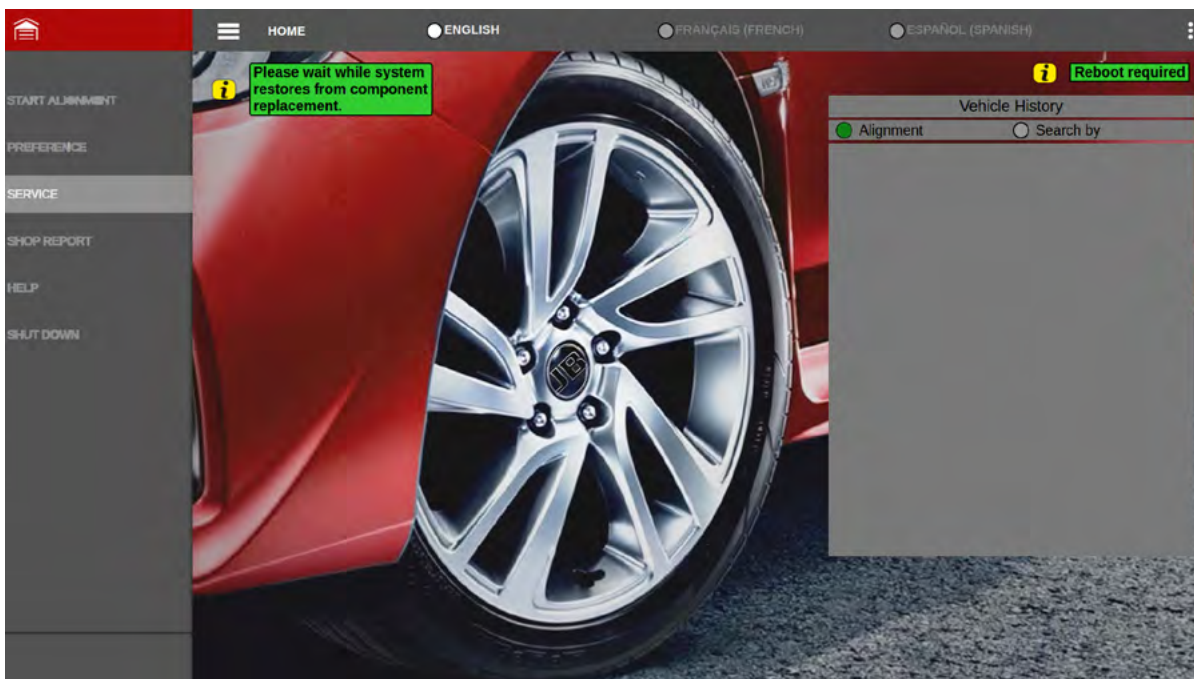 HOME
ENGLISH
FRANÇAIS (FRENCH)
ESPAÑOL (SPANISH)
Please wait while system
restores from component
replacement.
Reboot required
START ALIGNMENT
PREFERENCE
SERVICE
SHOP REPORT
HELP
SHUT DOWN
Vehicle History
Alignment
Search by
JB